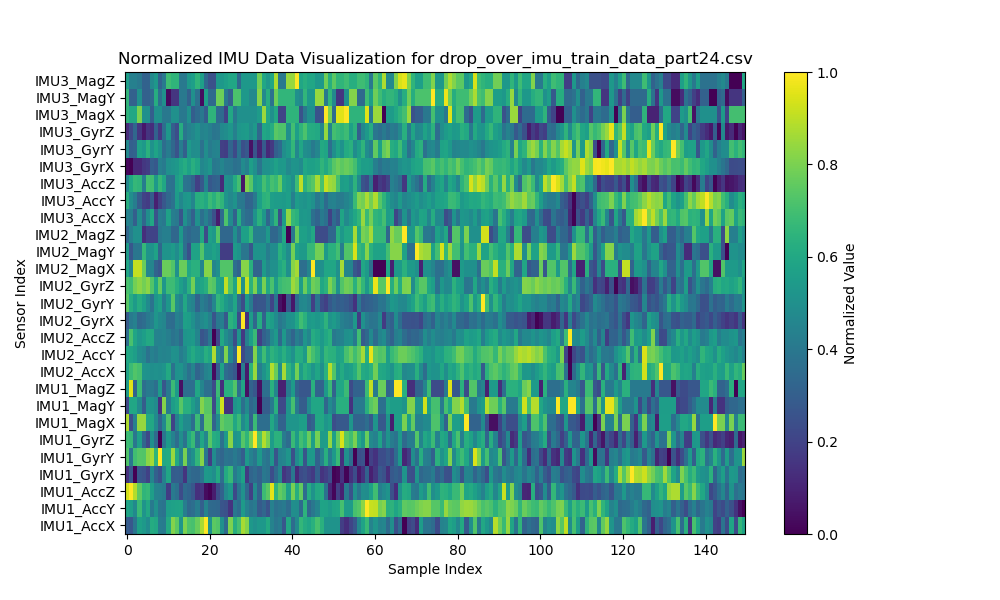 Normalized IMU Data Visualization for drop_over_imu_train_data_part24.csv
IMU3_MagZ
IMU3_MagY
IMU3_MagX
IMU3_GyrZ
IMU3_GyrY
IMU3_GyrX
IMU3_AccZ
IMU3_AccY
IMU3_AccX
IMU2_MagZ
IMU2_MagY
IMU2_MagX
IMU2_GyrZ
IMU2_GyrY
IMU2_GyrX
IMU2_AccZ
IMU2_AccY
IMU2_AccX
IMU1_MagZ
IMU1_MagY
IMU1_MagX
IMU1_GyrZ
IMU1_GyrY
IMU1_GyrX
IMU1_AccZ
IMU1_AccY
IMU1_AccX
Sensor Index
0 20 40 60 80 100 120 140
Sample Index
1.0
0.8
0.6
0.4
0.2
0.0
Normalized Value